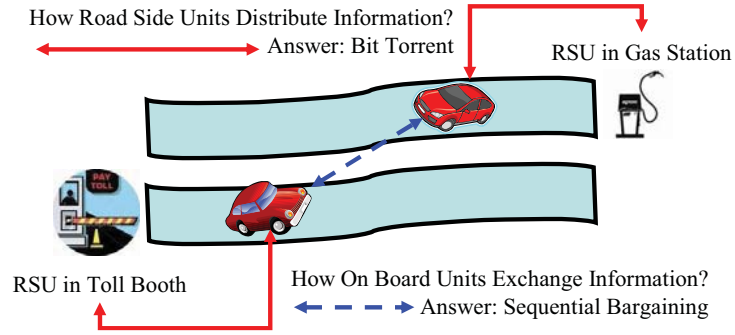 How Road Side Units Distribute Information?
Answer: Bit Torrent
RSU in Gas Station
PAY
TOLL
RSU in Toll Booth
How On Board Units Exchange Information?
Answer: Sequential Bargaining